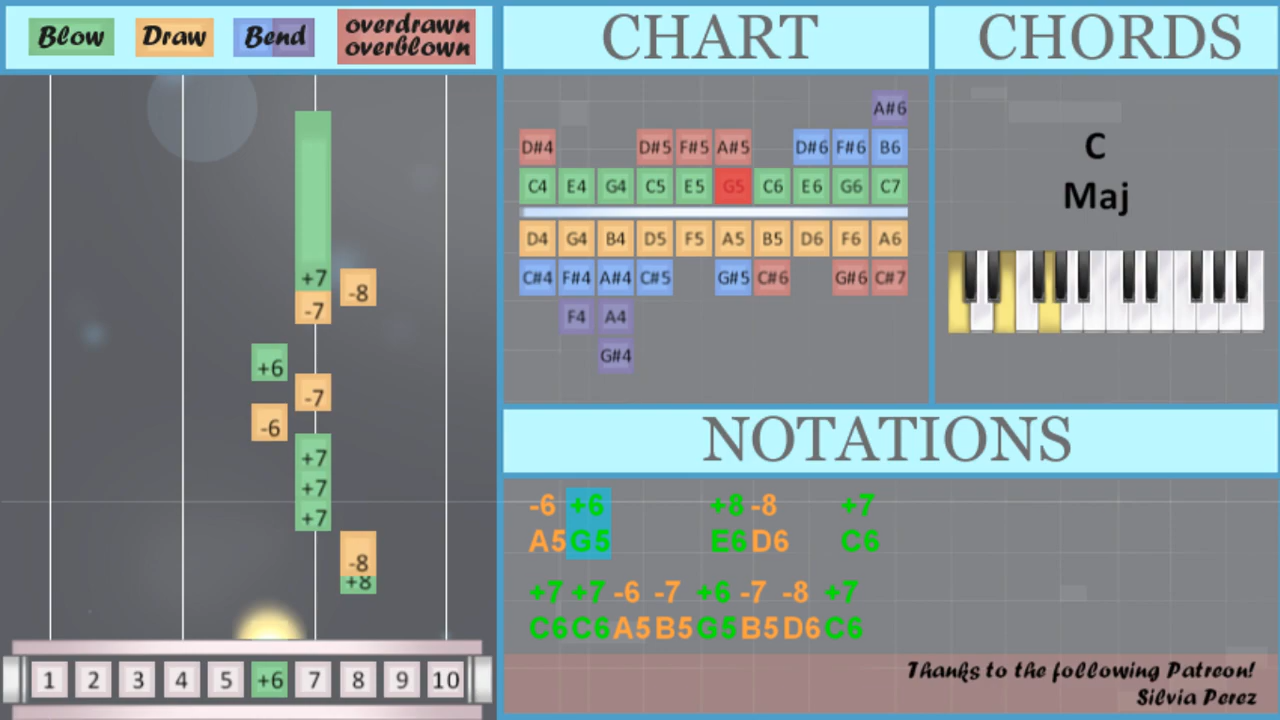 Blow Draw Bend overdrawn
overblown
CHART
CHORDS
+7
-8
-7
+6
-7
-6
+7
+7
+7
-8
+8
1 2 3 4 5 +6 7 8 9 10
A#6
D#4 D#5 F#5 A#5 D#6 F#6 B6
C4 E4 G4 C5 E5 G5 C6 E6 G6 C7
D4 G4 B4 D5 F5 A5 B5 D6 F6 A6
C#4 F#4 A#4 C#5 G#5 C#6 G#6 C#7
F4 A4
G#4
C
Maj
NOTATIONS
-6 +6 +8 -8 +7
A5 G5 E6 D6 C6
+7 +7 -6 -7 +6 -7 -8 +7
C6 C6 A5 B5 G5 B5 D6 C6
Thanks to the following Patreon!
Silvia Perez